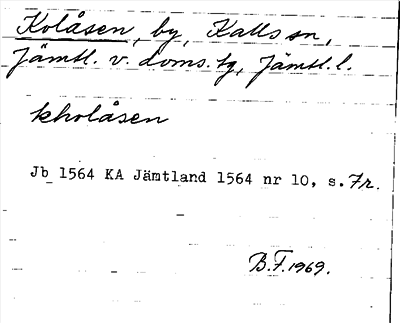 Kolåsen, by, Kalls sn,
Jämtl. v. doms. tg, Jämtl. l.
kholåsen
Jb 1564 KA Jämtland 1564 nr 10, s. 7r.
B.F. 1969.